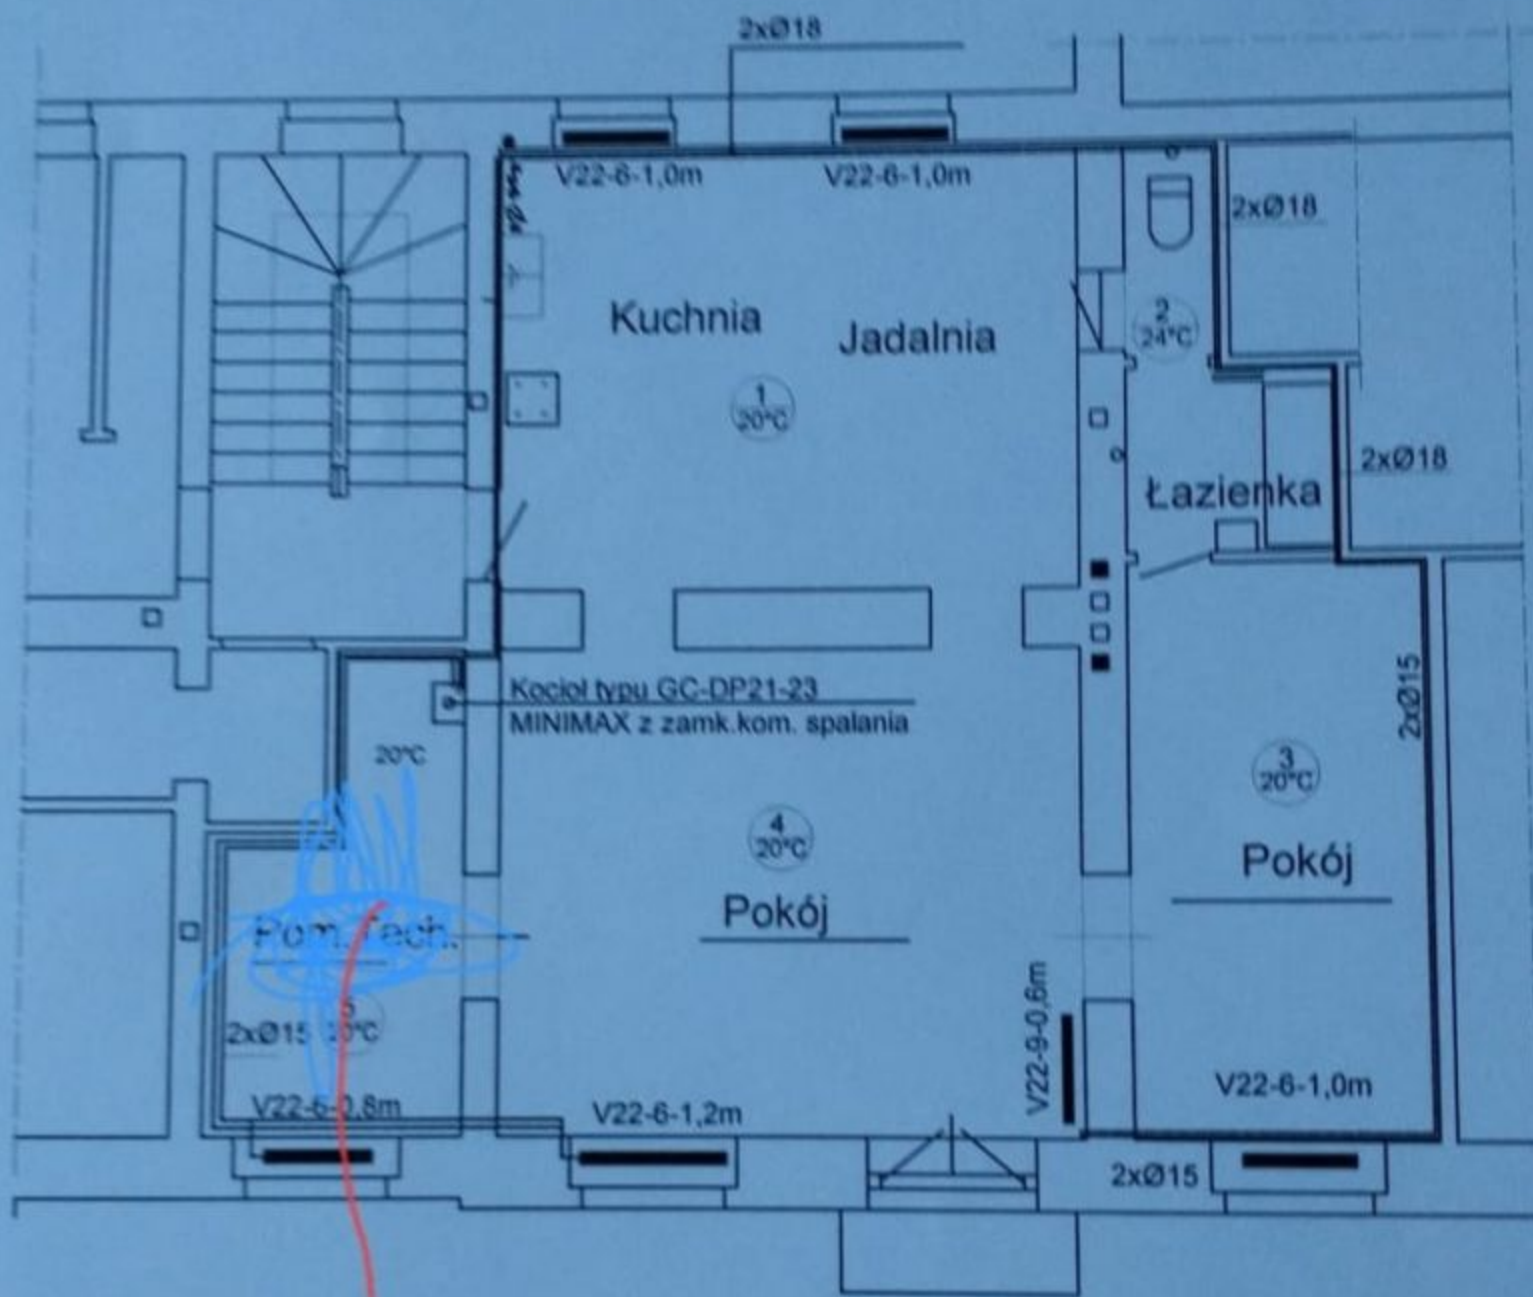 2xØ18
V22-6-1,0m
V22-6-1,0m
2xØ18
Kuchnia
Jadalnia
2
24°C
1
20°C
2xØ18
Łazienka
Kocioł typu GC-DP21-23
MINIMAX z zamk.kom. spalania
2xØ15
20°C
3
20°C
4
20°C
Pokój
Pokój
Pom. Tech.
2xØ15
V22-9-0,6m
V22-6-1,0m
V22-6-0,8m
V22-6-1,2m
2xØ15